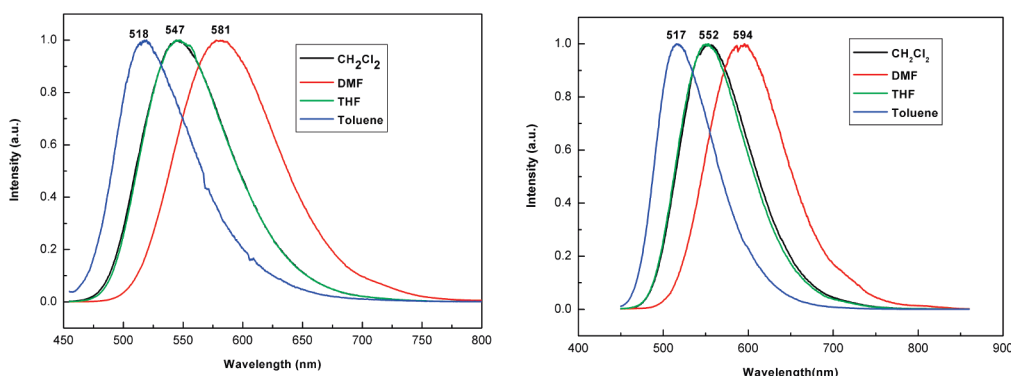 518 547 581
CH2Cl2
DMF
THF
Toluene
Intensity (a.u.)
1.0
0.8
0.6
0.4
0.2
0.0
450 500 550 600 650 700 750 800
Wavelength (nm)
517 552 594
CH2Cl2
DMF
THF
Toluene
Intensity (a.u.)
1.0
0.8
0.6
0.4
0.2
0.0
400 500 600 700 800 900
Wavelength(nm)